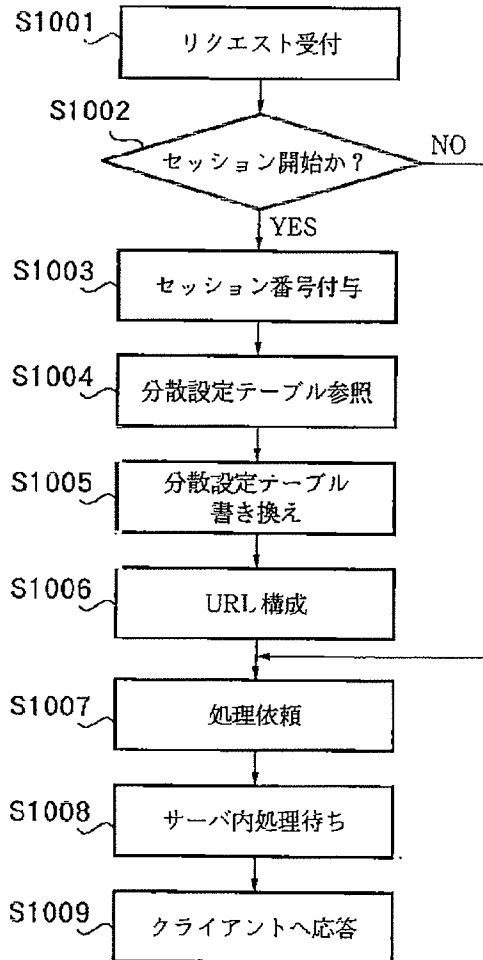 S1001
リクエスト受付
S1002
セッション開始か?
NO
YES
S1003
セッション番号付与
S1004
分散設定テーブル参照
S1005
分散設定テーブル
書き換え
S1006
URL構成
S1007
処理依頼
S1008
サーバ内処理待ち
S1009
クライアントへ応答